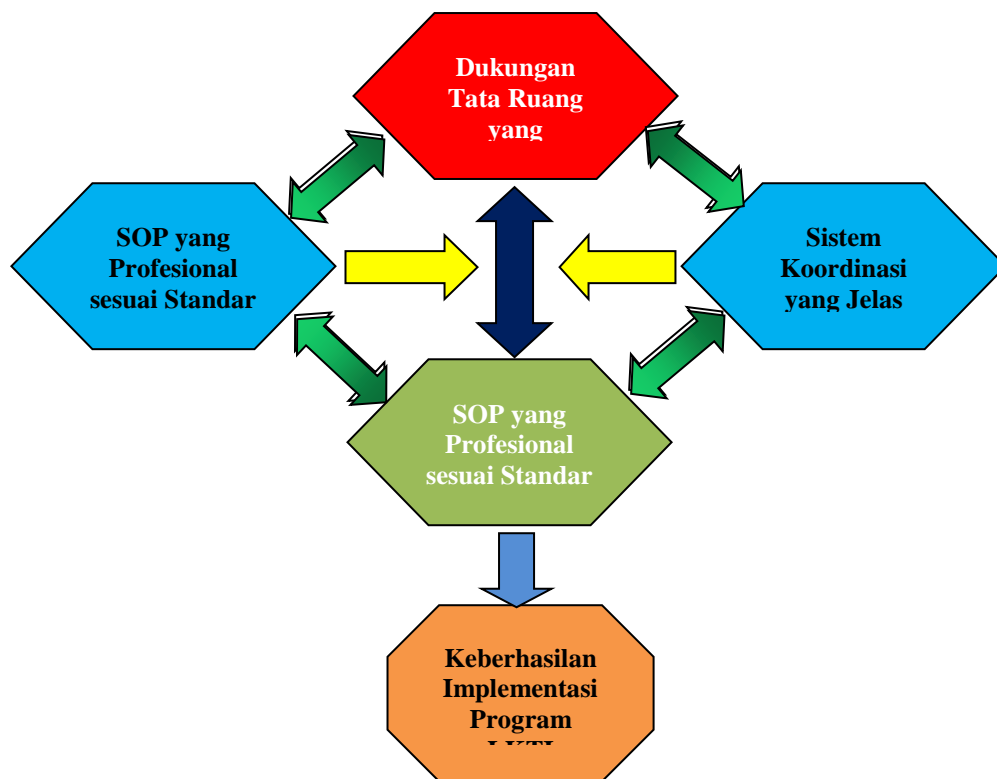 Dukungan
Tata Ruang
yang
SOP yang
Profesional
sesuai Standar
Sistem
Koordinasi
yang Jelas
SOP yang
Profesional
sesuai Standar
Keberhasilan
Implementasi
Program